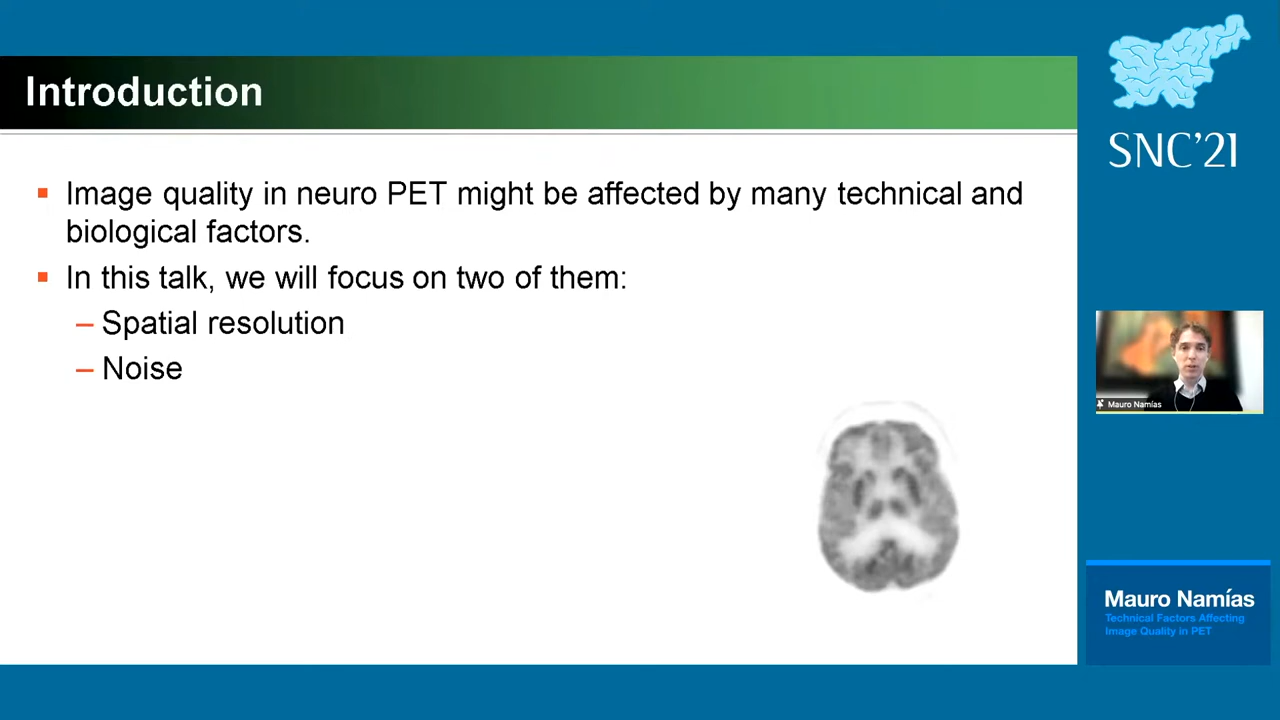 Introduction
Image quality in neuro PET might be affected by many technical and
biological factors.
In this talk, we will focus on two of them:
– Spatial resolution
– Noise
SNC'21
Mauro Namías
Mauro Namías
Technical Factors Affecting
Image Quality in PET